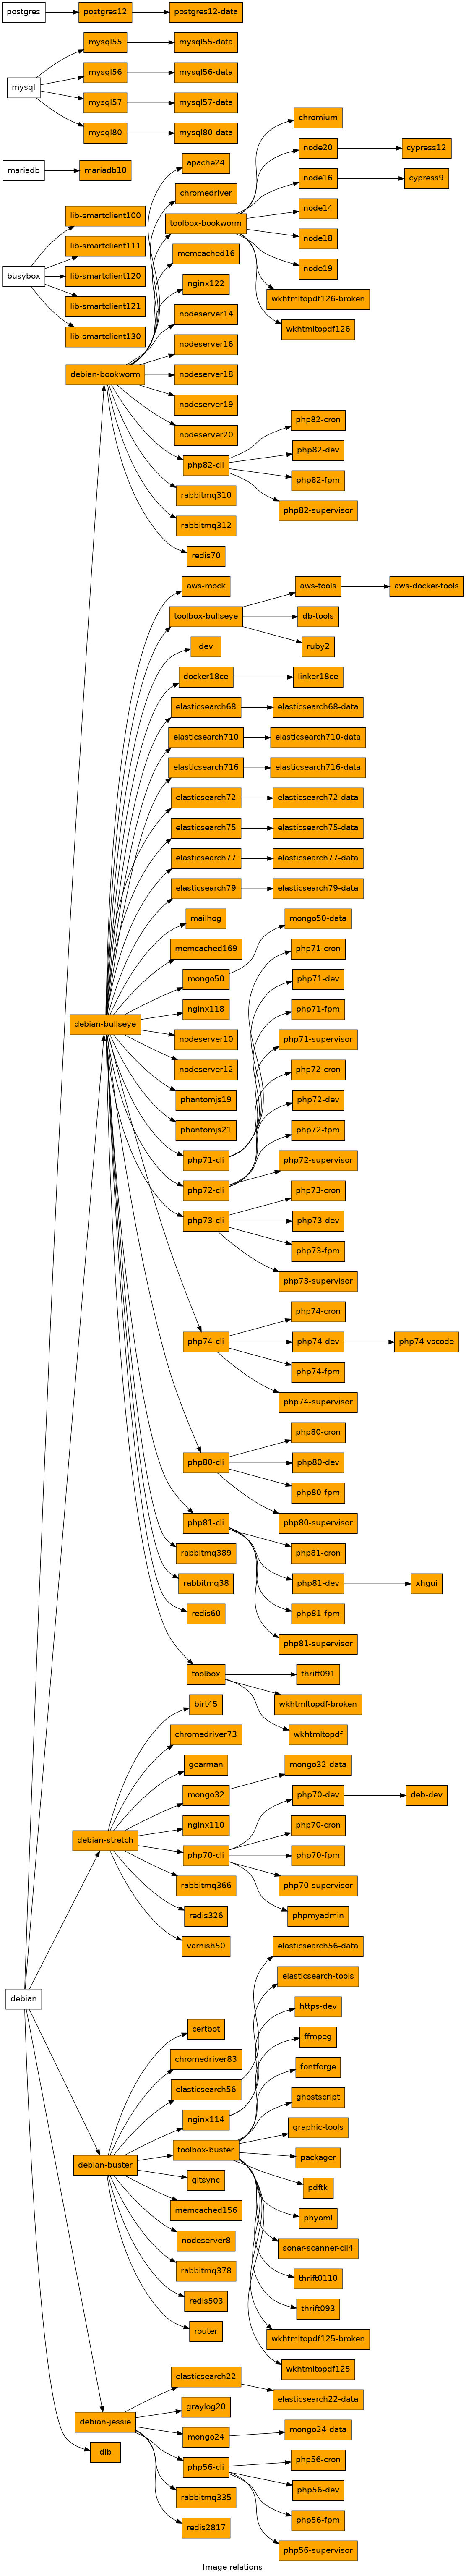 postgres
postgres12
postgres12-data
mysql
mysql55
mysql55-data
mysql56
mysql56-data
mysql57
mysql57-data
mysql80
mysql80-data
mariadb
mariadb10
busybox
lib-smartclient100
lib-smartclient111
lib-smartclient120
lib-smartclient121
lib-smartclient130
debian-bookworm
apache24
chromedriver
toolbox-bookworm
chromium
node20
cypress12
node16
cypress9
node14
node18
node19
wkhtmltopdf126-broken
wkhtmltopdf126
memcached16
nginx122
nodeserver14
nodeserver16
nodeserver18
nodeserver19
nodeserver20
php82-cli
php82-cron
php82-dev
php82-fpm
php82-supervisor
rabbitmq310
rabbitmq312
redis70
debian-bullseye
aws-mock
toolbox-bullseye
aws-tools
aws-docker-tools
db-tools
ruby2
dev
docker18ce
linker18ce
elasticsearch68
elasticsearch68-data
elasticsearch710
elasticsearch710-data
elasticsearch716
elasticsearch716-data
elasticsearch72
elasticsearch72-data
elasticsearch75
elasticsearch75-data
elasticsearch77
elasticsearch77-data
elasticsearch79
elasticsearch79-data
mailhog
memcached169
mongo50
mongo50-data
nginx118
nodeserver10
nodeserver12
phantomjs19
phantomjs21
php71-cli
php71-cron
php71-dev
php71-fpm
php71-supervisor
php72-cli
php72-cron
php72-dev
php72-fpm
php72-supervisor
php73-cli
php73-cron
php73-dev
php73-fpm
php73-supervisor
php74-cli
php74-cron
php74-dev
php74-vscode
php74-fpm
php74-supervisor
php80-cli
php80-cron
php80-dev
php80-fpm
php80-supervisor
php81-cli
php81-cron
php81-dev
xhgui
php81-fpm
php81-supervisor
rabbitmq389
rabbitmq38
redis60
toolbox
thrift091
wkhtmltopdf-broken
wkhtmltopdf
debian-stretch
birt45
chromedriver73
gearman
mongo32
mongo32-data
nginx110
php70-cli
php70-dev
deb-dev
php70-cron
php70-fpm
php70-supervisor
phpmyadmin
rabbitmq366
redis326
varnish50
debian
debian-buster
certbot
chromedriver83
elasticsearch56
elasticsearch56-data
elasticsearch-tools
nginx114
https-dev
toolbox-buster
ffmpeg
fontforge
ghostscript
graphic-tools
packager
pdftk
phyaml
sonar-scanner-cli4
thrift0110
thrift093
wkhtmltopdf125-broken
wkhtmltopdf125
gitsync
memcached156
nodeserver8
rabbitmq378
redis503
router
debian-jessie
elasticsearch22
elasticsearch22-data
graylog20
mongo24
mongo24-data
php56-cli
php56-cron
php56-dev
php56-fpm
php56-supervisor
rabbitmq335
redis2817
dib
Image relations